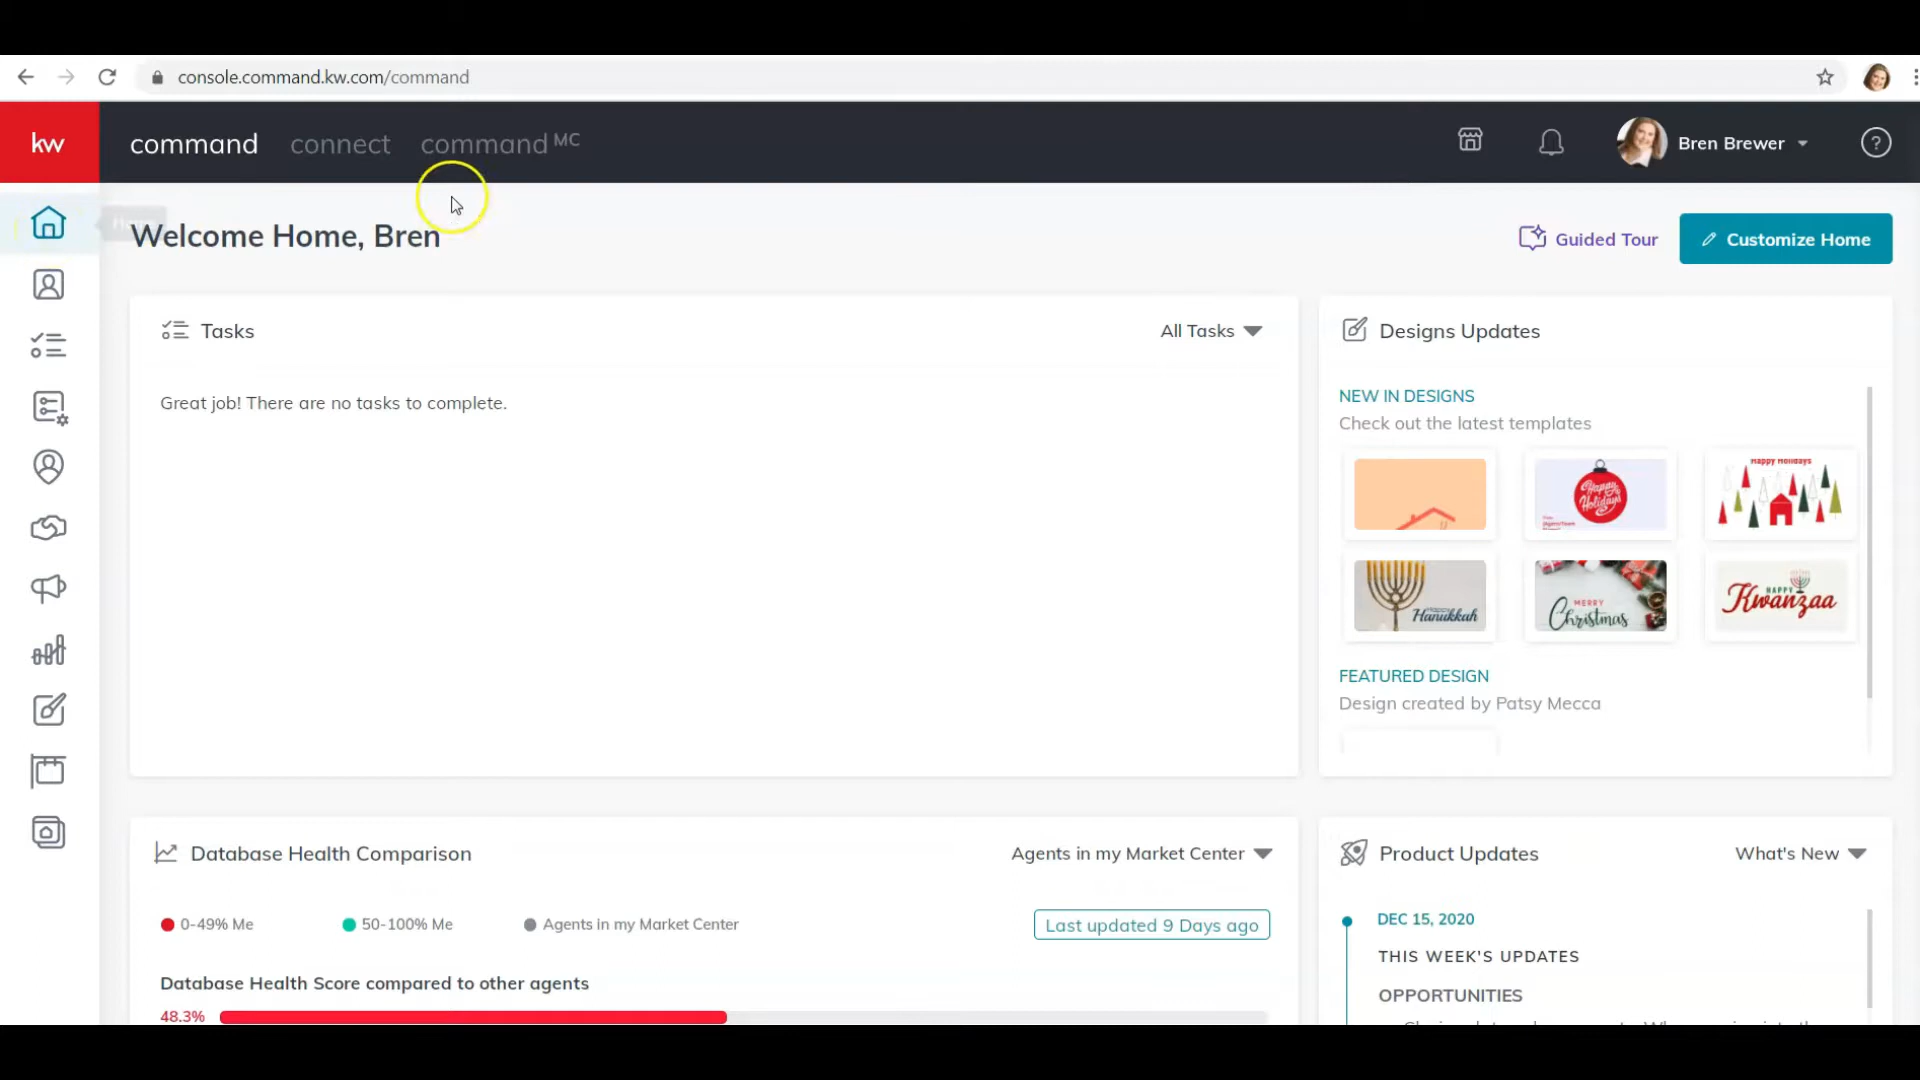 console.command.kw.com/command
kw command connect command MC Bren Brewer ?
Welcome Home, Bren
Guided Tour
Customize Home
Tasks
All Tasks
Great job! There are no tasks to complete.
Designs Updates
NEW IN DESIGNS
Check out the latest templates
Happy Holidays
Happy Holidays
Hanukkah
MERRY Christmas
HAPPY Kwanzaa
FEATURED DESIGN
Design created by Patsy Mecca
Database Health Comparison
Agents in my Market Center
0-49% Me
50-100% Me
Agents in my Market Center
Last updated 9 Days ago
Database Health Score compared to other agents
48.3%
Product Updates
What's New
DEC 15, 2020
THIS WEEK'S UPDATES
OPPORTUNITIES